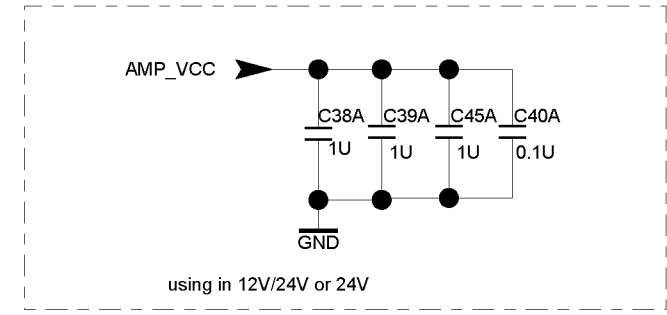 AMP_VCC
C38A C39A C45A C40A
1U 1U 1U 0.1U
GND
using in 12V/24V or 24V